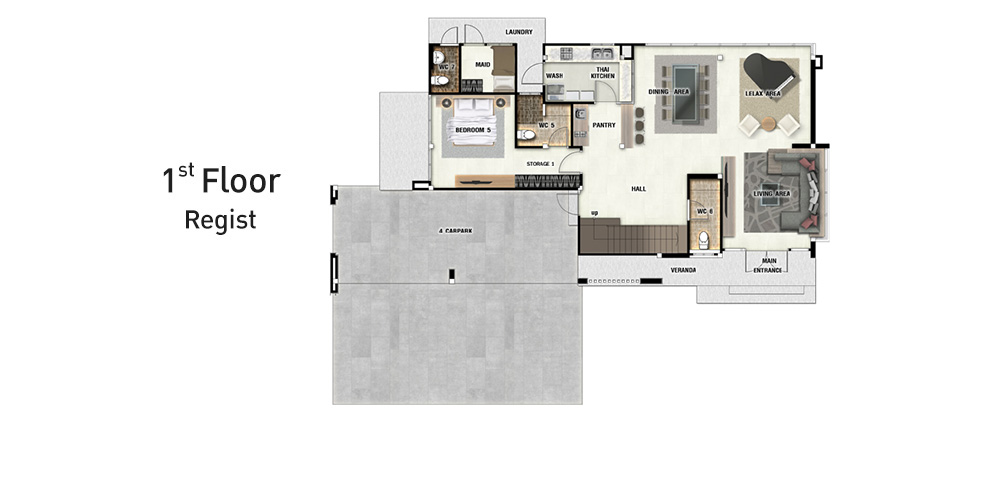 1st Floor
Regist
LAUNDRY
WC 7
MAID
WASH
THAI
KITCHEN
DINING AREA
LELAX AREA
BEDROOM 5
WC 5
PANTRY
STORAGE 1
HALL
LIVING AREA
up
WC 6
4 CARPARK
VERANDA
MAIN
ENTRANCE